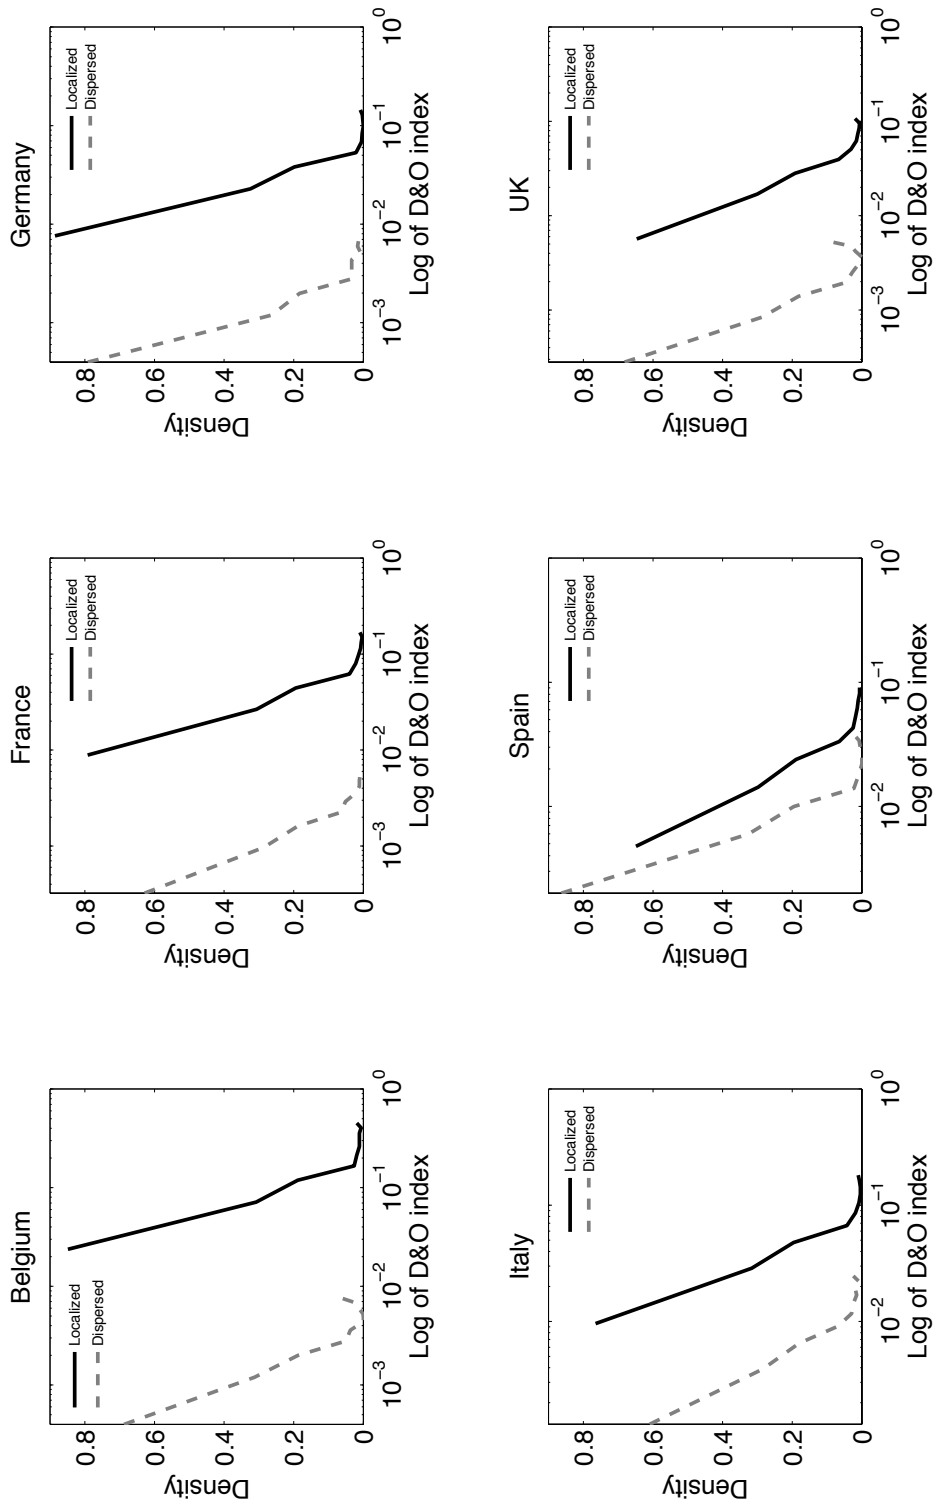 Belgium
Localized
Dispersed
Density
0.8
0.6
0.4
0.2
0
10^−3
10^−2
10^−1
10^0
Log of D&O index
France
Localized
Dispersed
Density
0.8
0.6
0.4
0.2
0
10^−3
10^−2
10^−1
10^0
Log of D&O index
Germany
Localized
Dispersed
Density
0.8
0.6
0.4
0.2
0
10^−3
10^−2
10^−1
10^0
Log of D&O index
Italy
Localized
Dispersed
Density
0.8
0.6
0.4
0.2
0
10^−2
10^−1
10^0
Log of D&O index
Spain
Localized
Dispersed
Density
0.8
0.6
0.4
0.2
0
10^−2
10^−1
10^0
Log of D&O index
UK
Localized
Dispersed
Density
0.8
0.6
0.4
0.2
0
10^−3
10^−2
10^−1
10^0
Log of D&O index